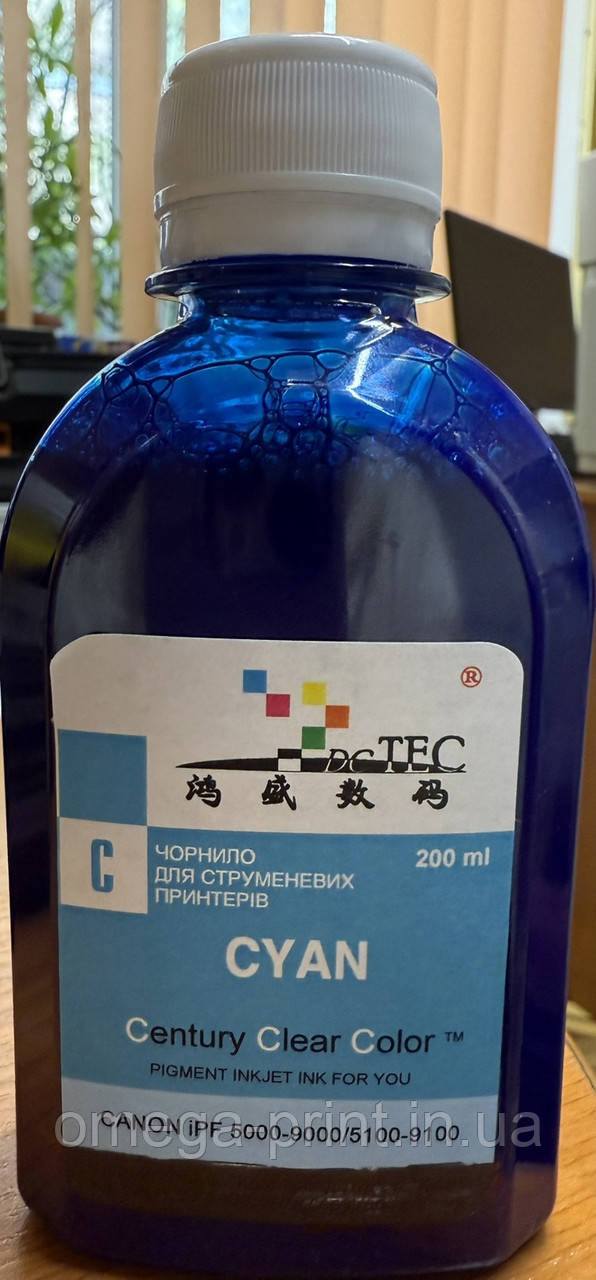 ®
DCTEC
鸿盛数码
C
ЧОРНИЛО
ДЛЯ СТРУМЕНЕВИХ
ПРИНТЕРІВ
200 ml
CYAN
Century Clear Color ™
PIGMENT INKJET INK FOR YOU
CANON iPF 5000-9000/5100-9100
omega-print.in.ua